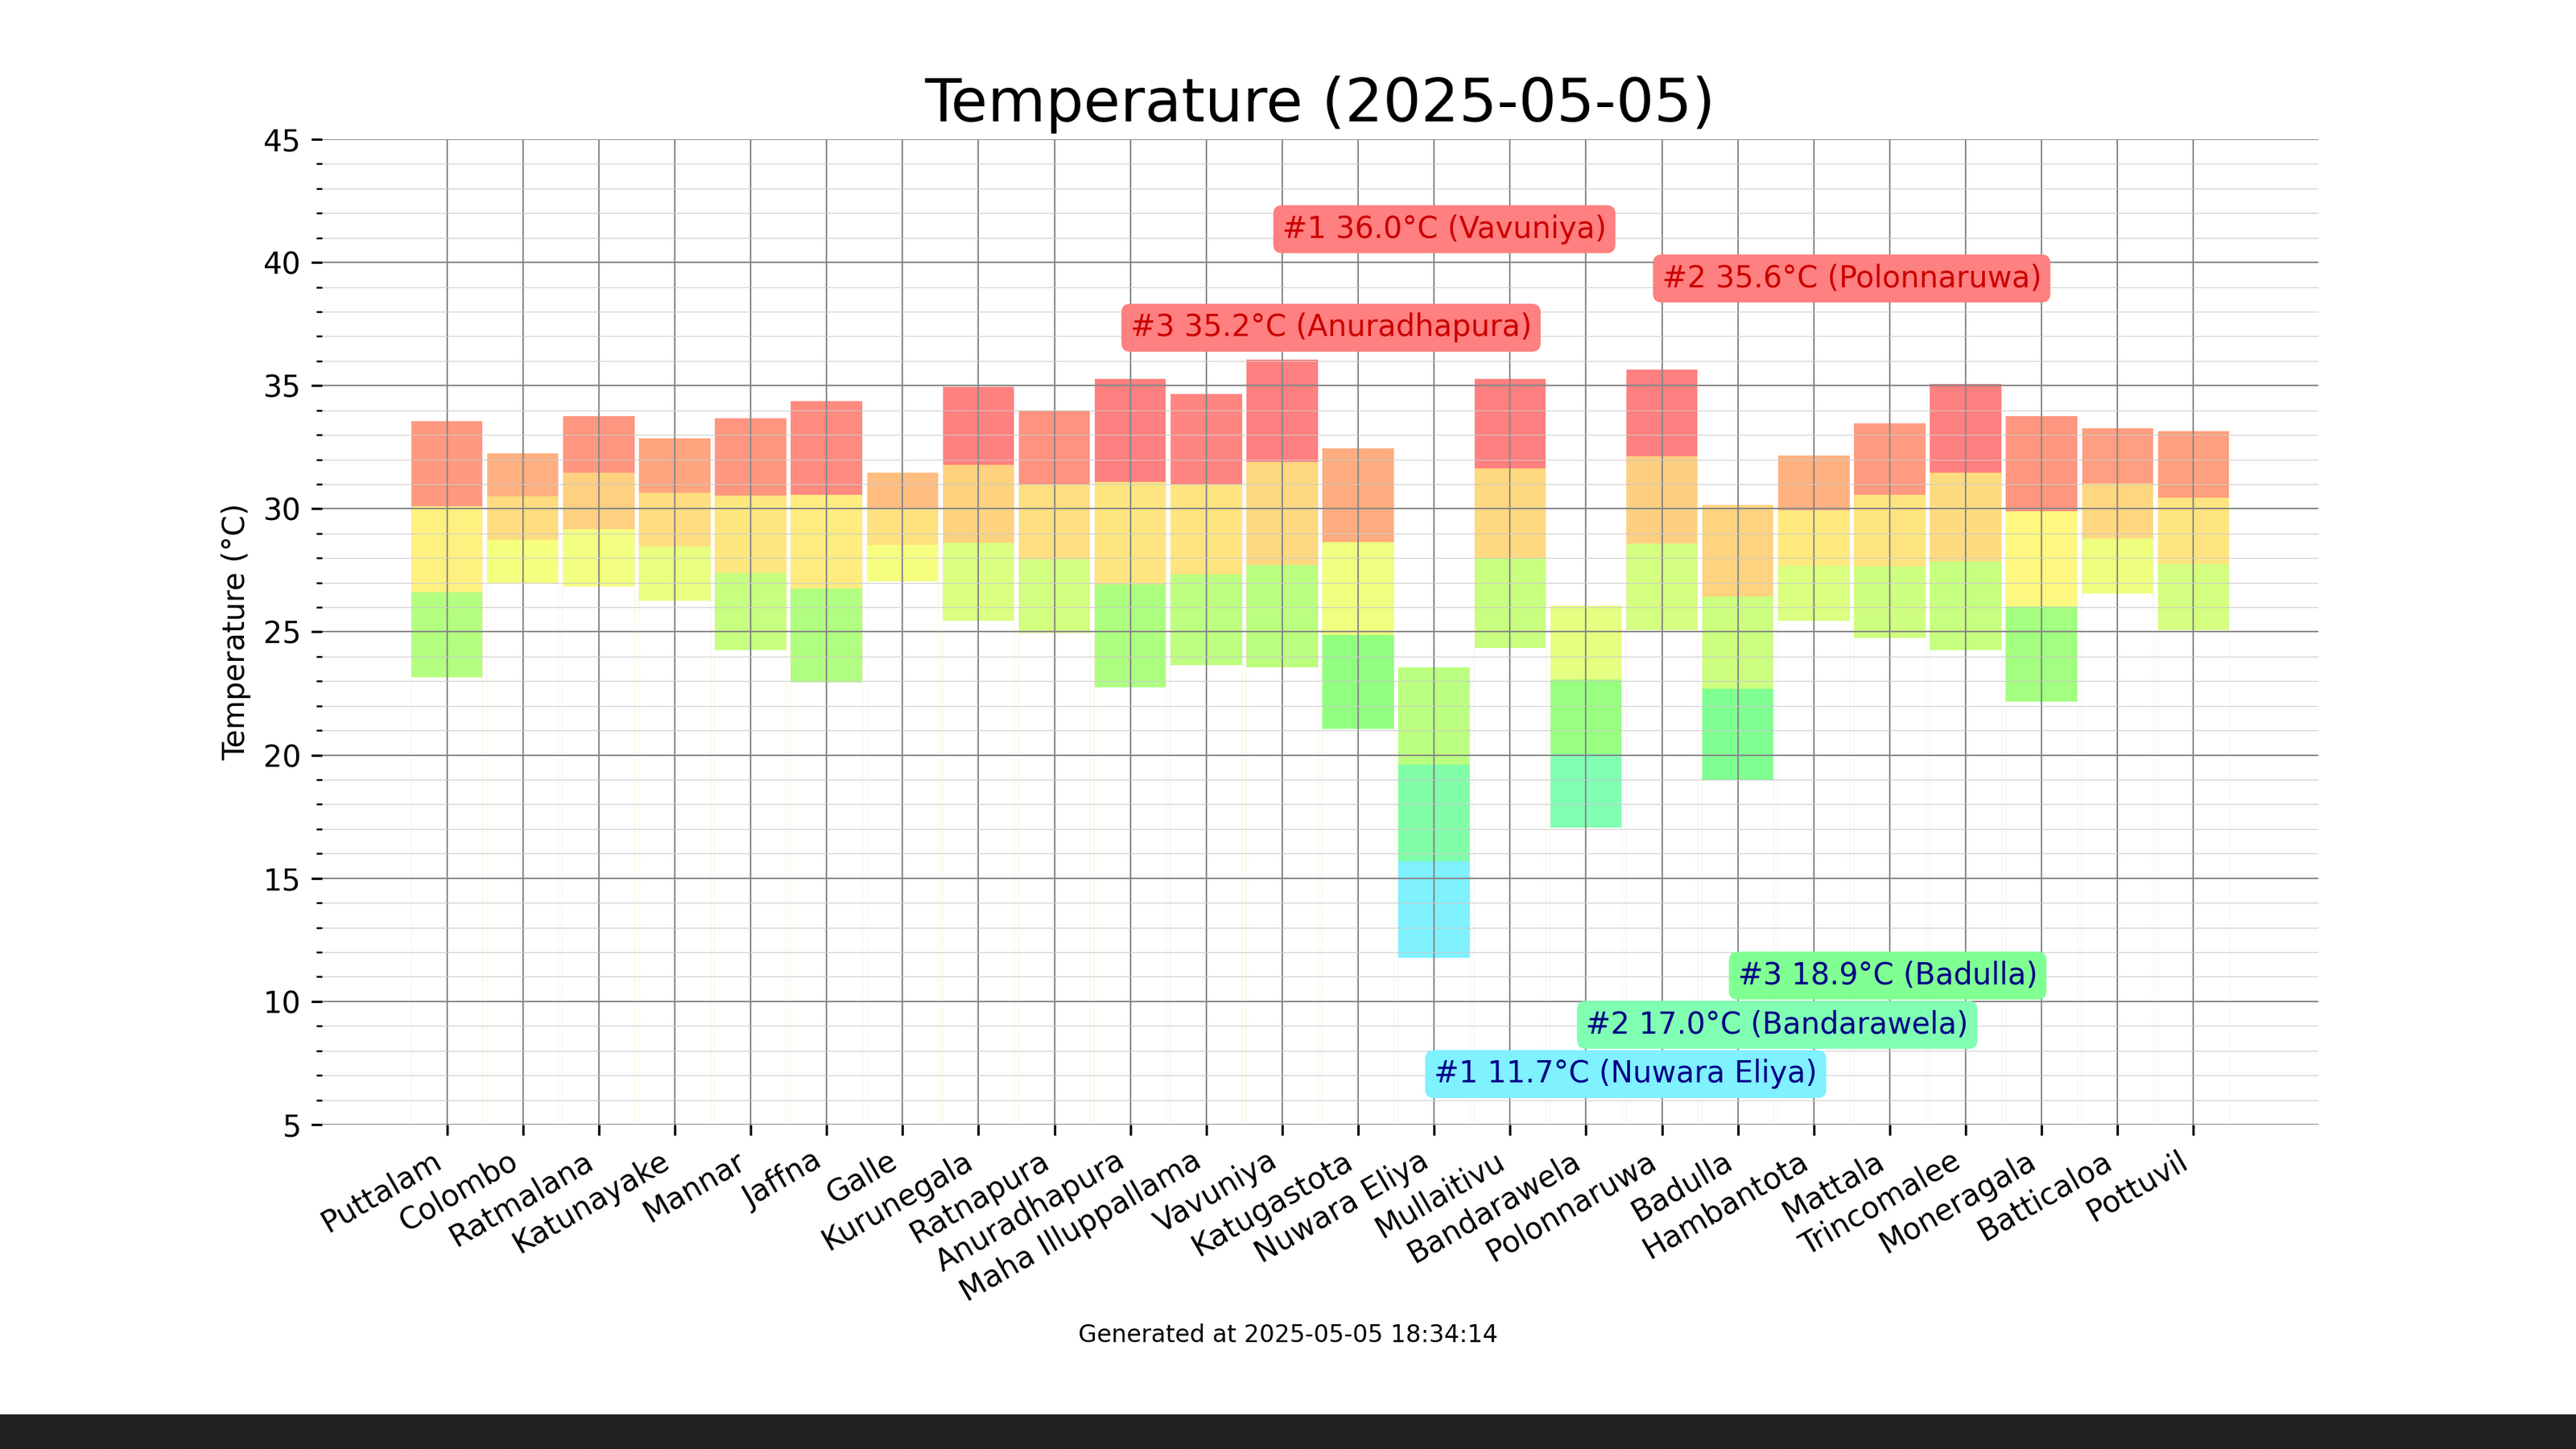 Temperature (2025-05-05)
45
40
35
30
25
20
15
10
5
Temperature (°C)
#1 36.0°C (Vavuniya)
#2 35.6°C (Polonnaruwa)
#3 35.2°C (Anuradhapura)
#3 18.9°C (Badulla)
#2 17.0°C (Bandarawela)
#1 11.7°C (Nuwara Eliya)
Puttalam
Colombo
Ratmalana
Katunayake
Mannar
Jaffna
Galle
Kurunegala
Ratnapura
Anuradhapura
Maha Illuppallama
Vavuniya
Katugastota
Nuwara Eliya
Mullaitivu
Bandarawela
Polonnaruwa
Badulla
Hambantota
Mattala
Trincomalee
Moneragala
Batticaloa
Pottuvil
Generated at 2025-05-05 18:34:14